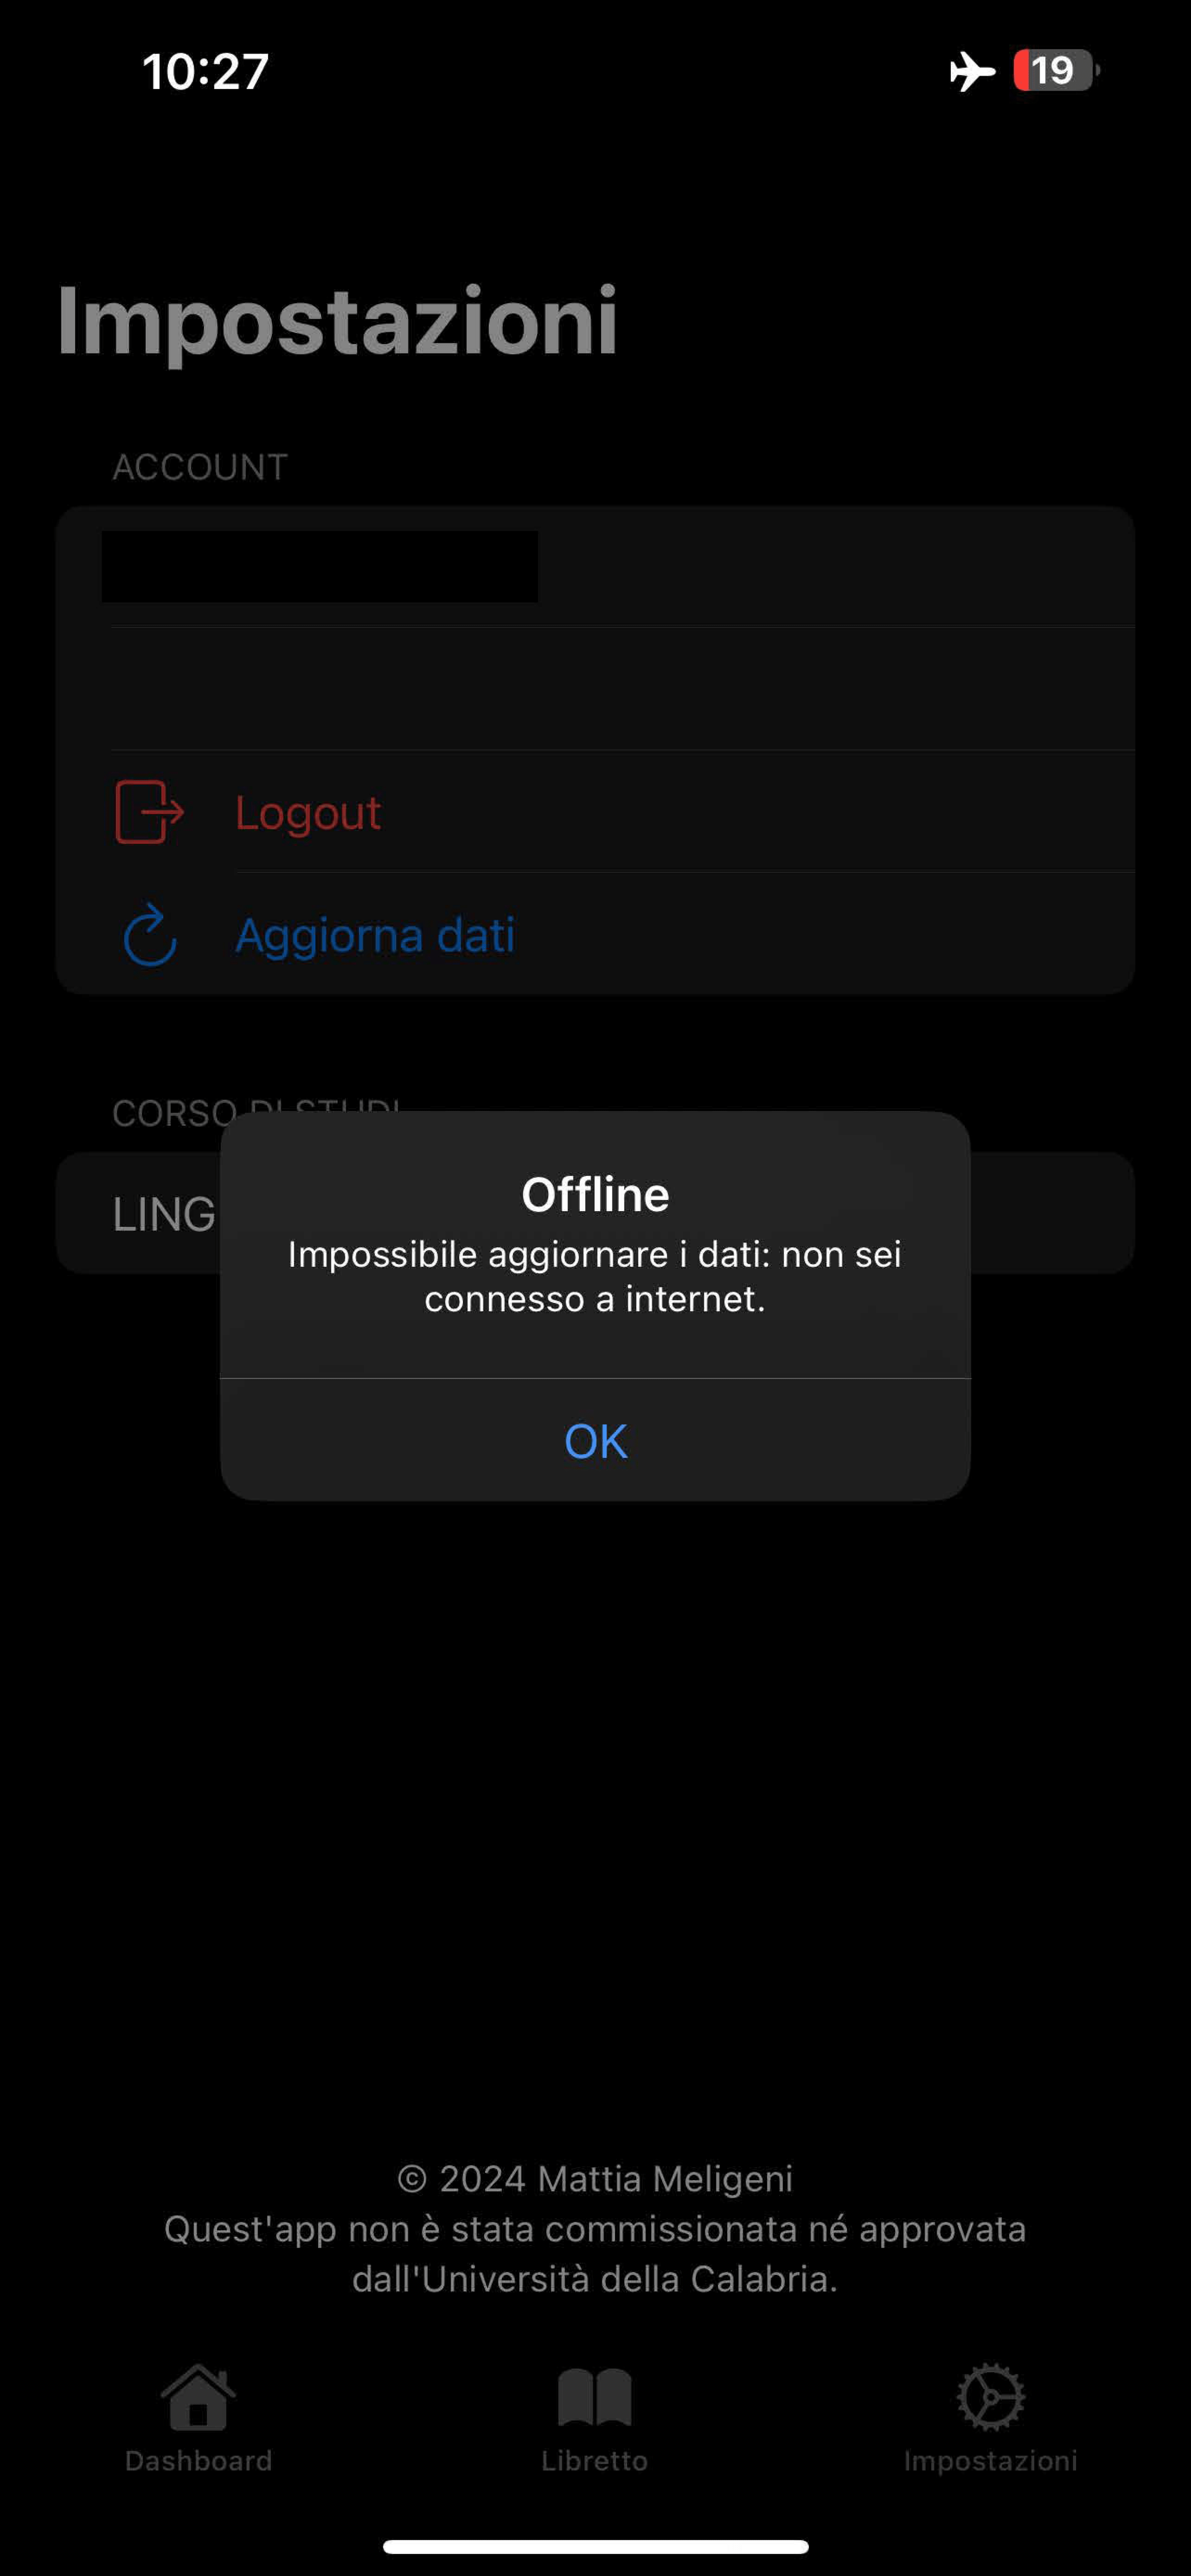 10:27
19
Impostazioni
ACCOUNT
Logout
Aggiorna dati
CORSO DI STUDI
LING
Offline
Impossibile aggiornare i dati: non sei
connesso a internet.
OK
© 2024 Mattia Meligeni
Quest'app non è stata commissionata né approvata
dall'Università della Calabria.
Dashboard
Libretto
Impostazioni